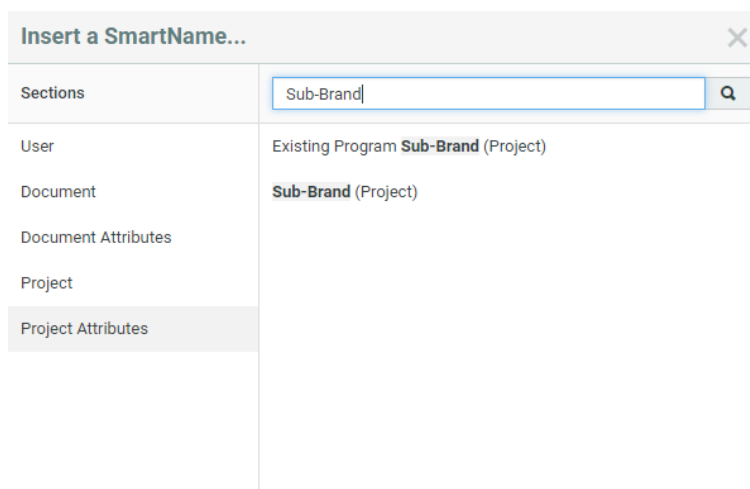 Insert a SmartName...
Sections
Sub-Brand
User
Existing Program Sub-Brand (Project)
Document
Sub-Brand (Project)
Document Attributes
Project
Project Attributes